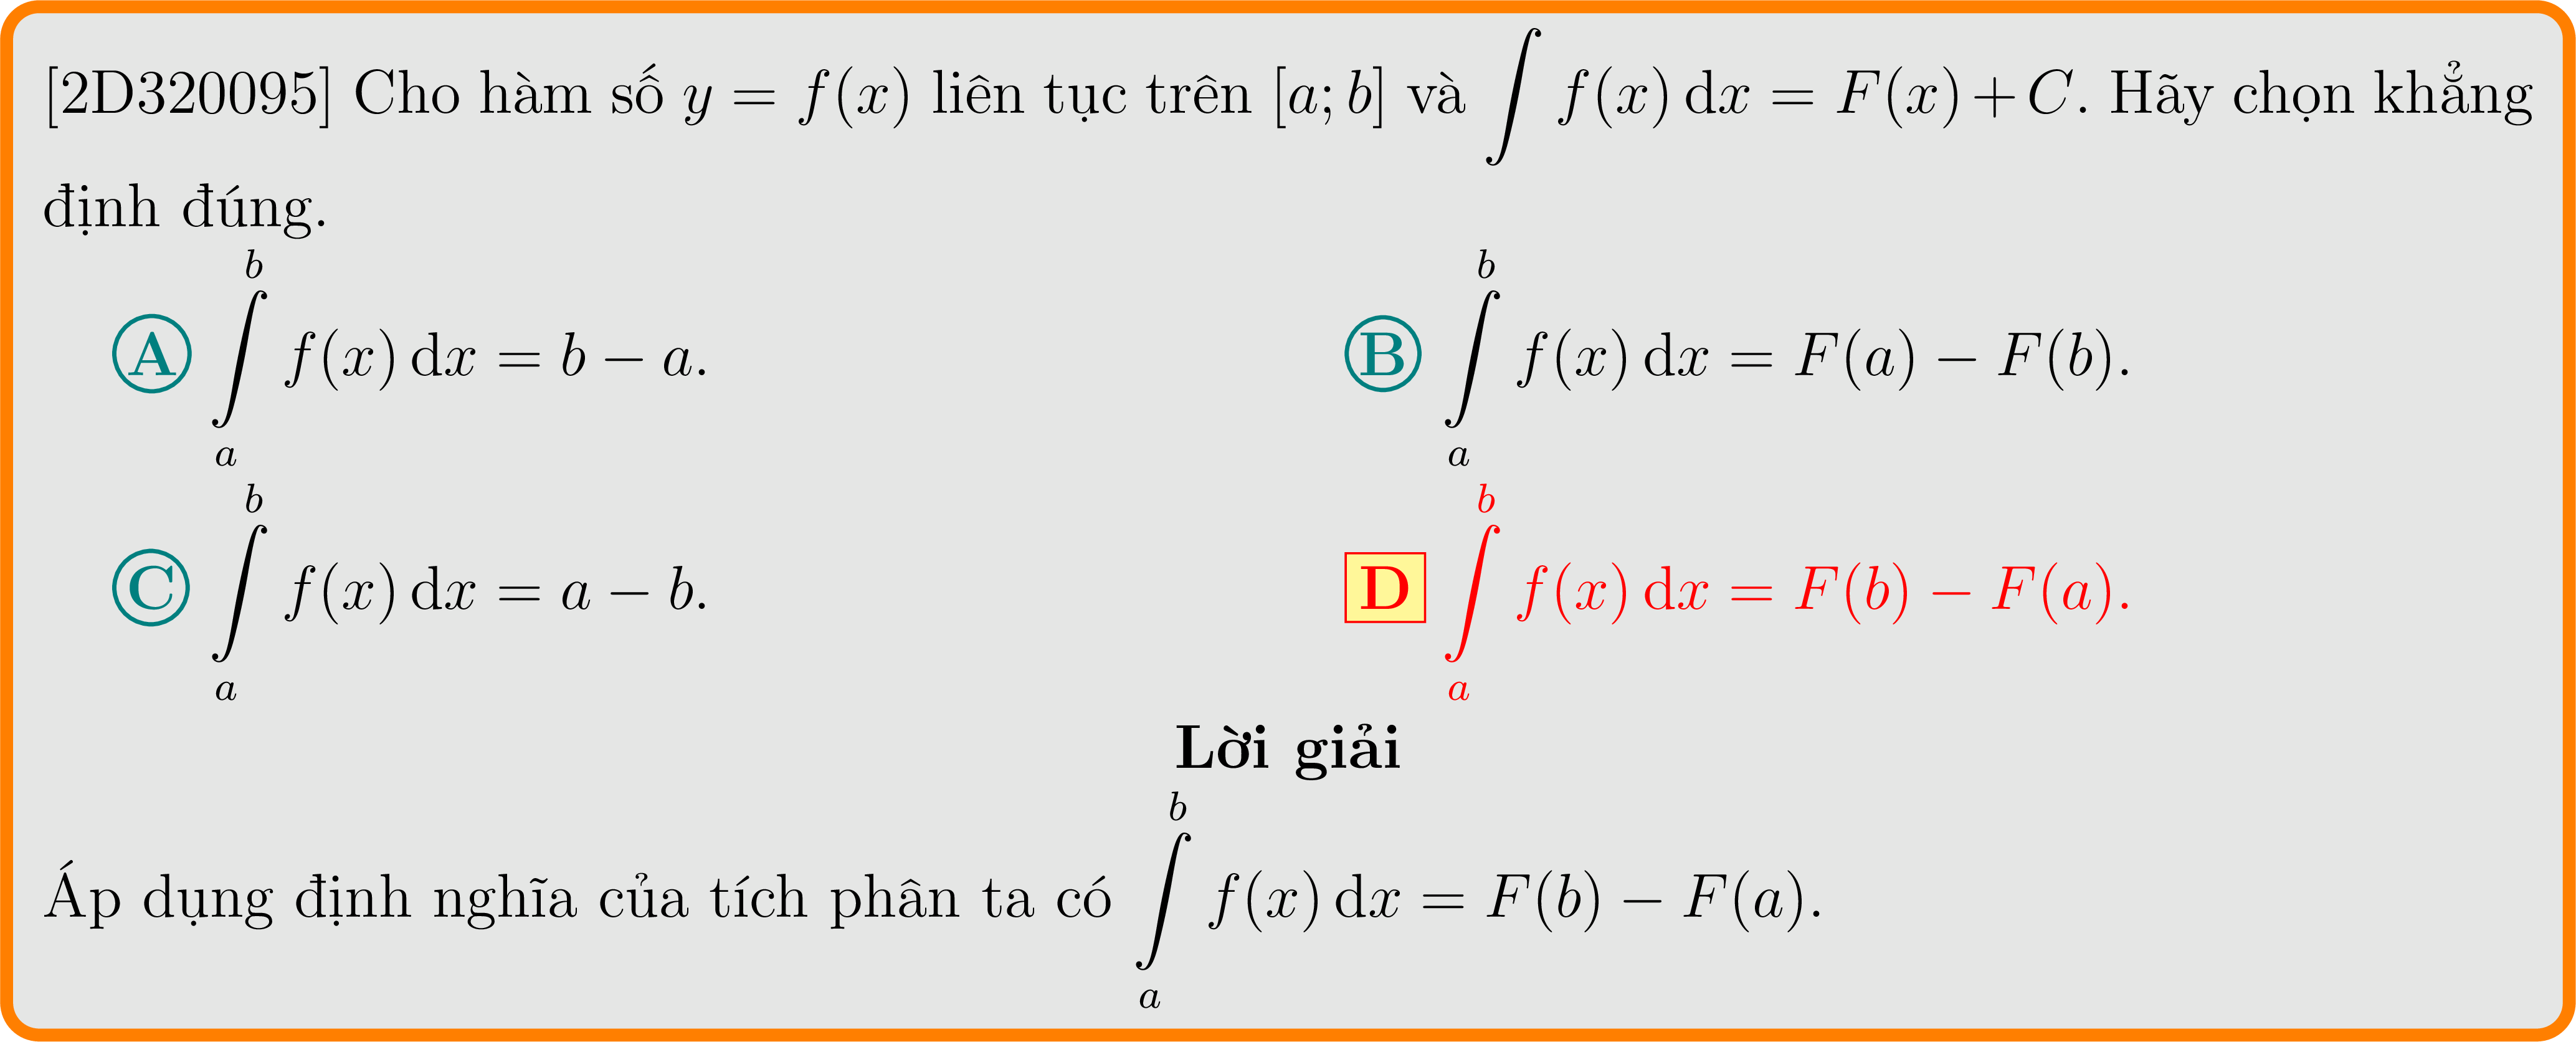 [2D320095] Cho hàm số y = f(x) liên tục trên [a; b] và ∫ f(x) dx = F(x) + C. Hãy chọn khẳng
định đúng.
Ⓐ ∫_a^b f(x) dx = b − a.
Ⓑ ∫_a^b f(x) dx = F(a) − F(b).
Ⓒ ∫_a^b f(x) dx = a − b.
D ∫_a^b f(x) dx = F(b) − F(a).
Lời giải
Áp dụng định nghĩa của tích phân ta có ∫_a^b f(x) dx = F(b) − F(a).